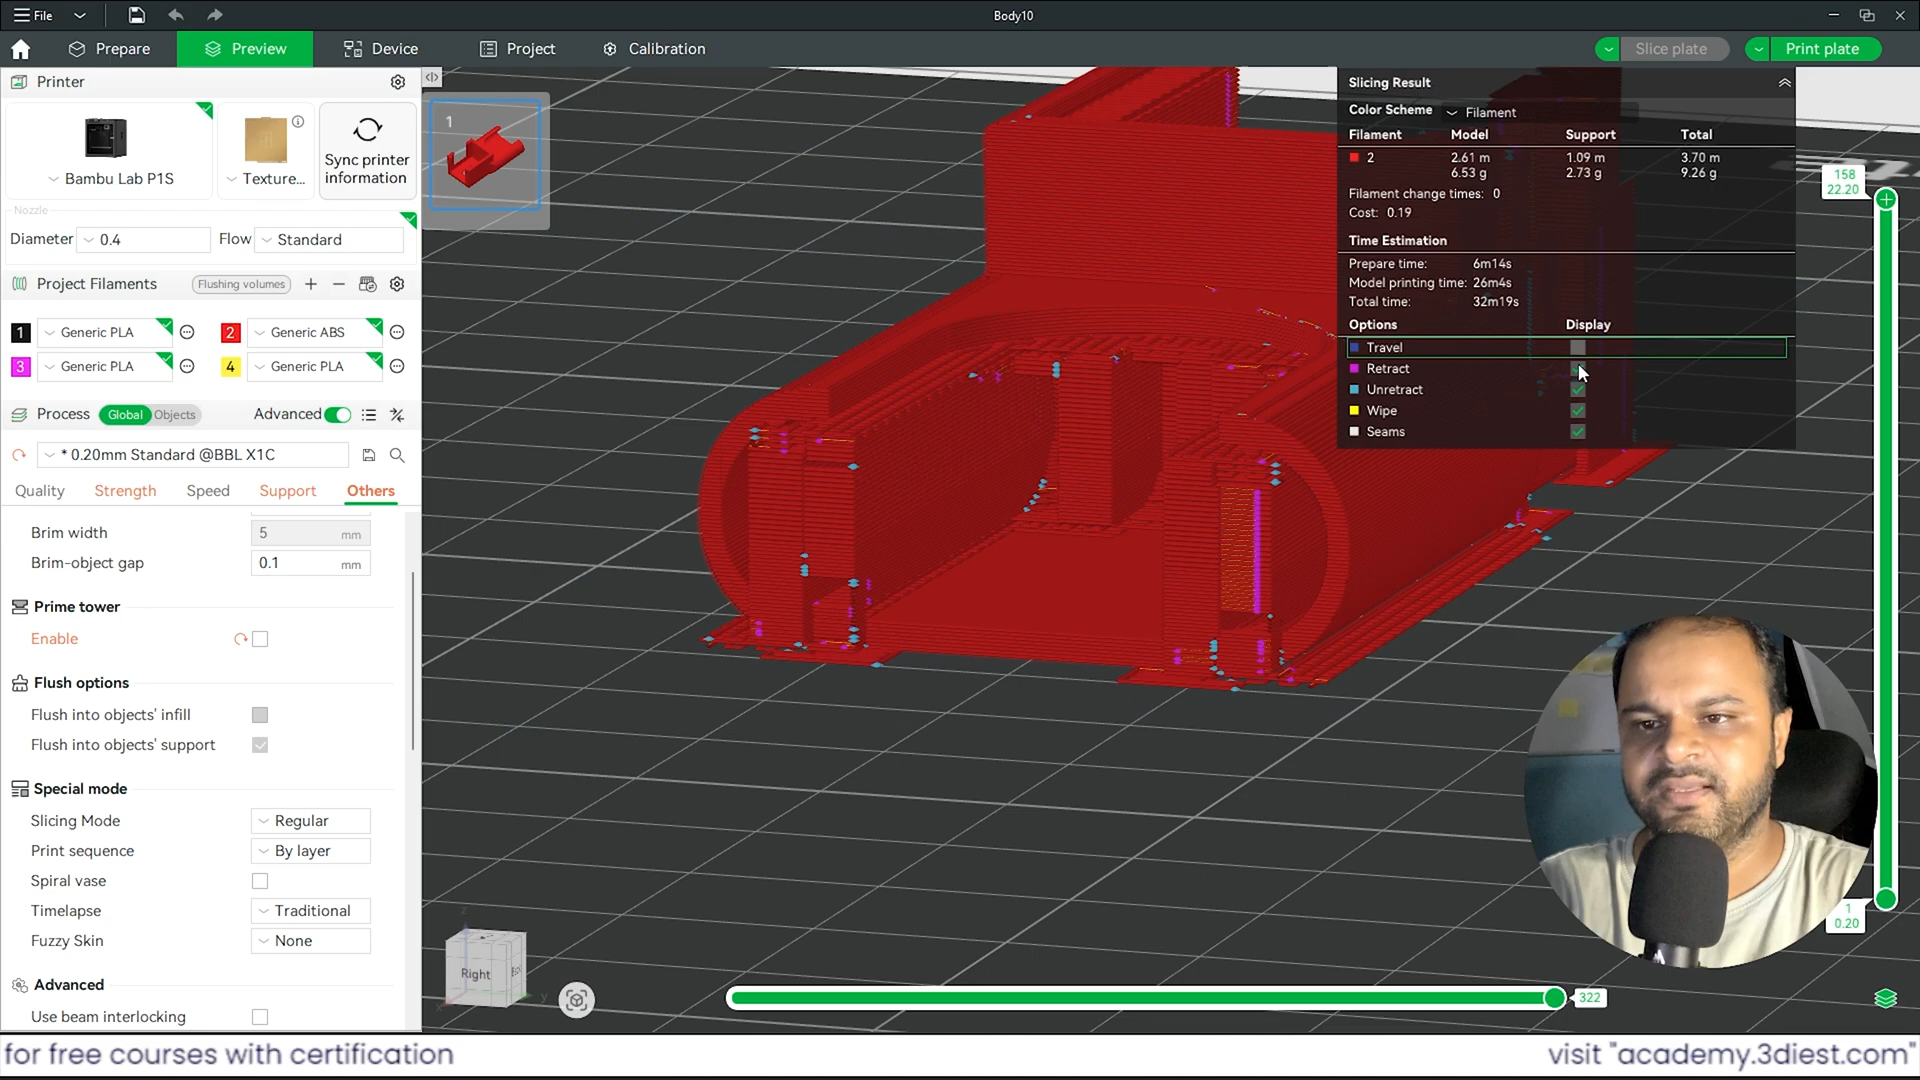 File
Body10
Prepare
Preview
Device
Project
Calibration
Slice plate
Print plate
Printer
Bambu Lab P1S
Texture...
Sync printer
information
Nozzle
Diameter
0.4
Flow
Standard
Project Filaments
Flushing volumes
1 Generic PLA
2 Generic ABS
3 Generic PLA
4 Generic PLA
Process
Global
Objects
Advanced
* 0.20mm Standard @BBL X1C
Quality
Strength
Speed
Support
Others
Brim width
5 mm
Brim-object gap
0.1 mm
Prime tower
Enable
Flush options
Flush into objects' infill
Flush into objects' support
Special mode
Slicing Mode
Regular
Print sequence
By layer
Spiral vase
Timelapse
Traditional
Fuzzy Skin
None
Advanced
Use beam interlocking
1
Right
Slicing Result
Color Scheme
Filament
Filament Model Support Total
2 2.61 m 1.09 m 3.70 m
6.53 g 2.73 g 9.26 g
Filament change times: 0
Cost: 0.19
Time Estimation
Prepare time: 6m14s
Model printing time: 26m4s
Total time: 32m19s
Options Display
Travel
Retract
Unretract
Wipe
Seams
158
22.20
1
0.20
322
for free courses with certification
visit "academy.3diest.com"